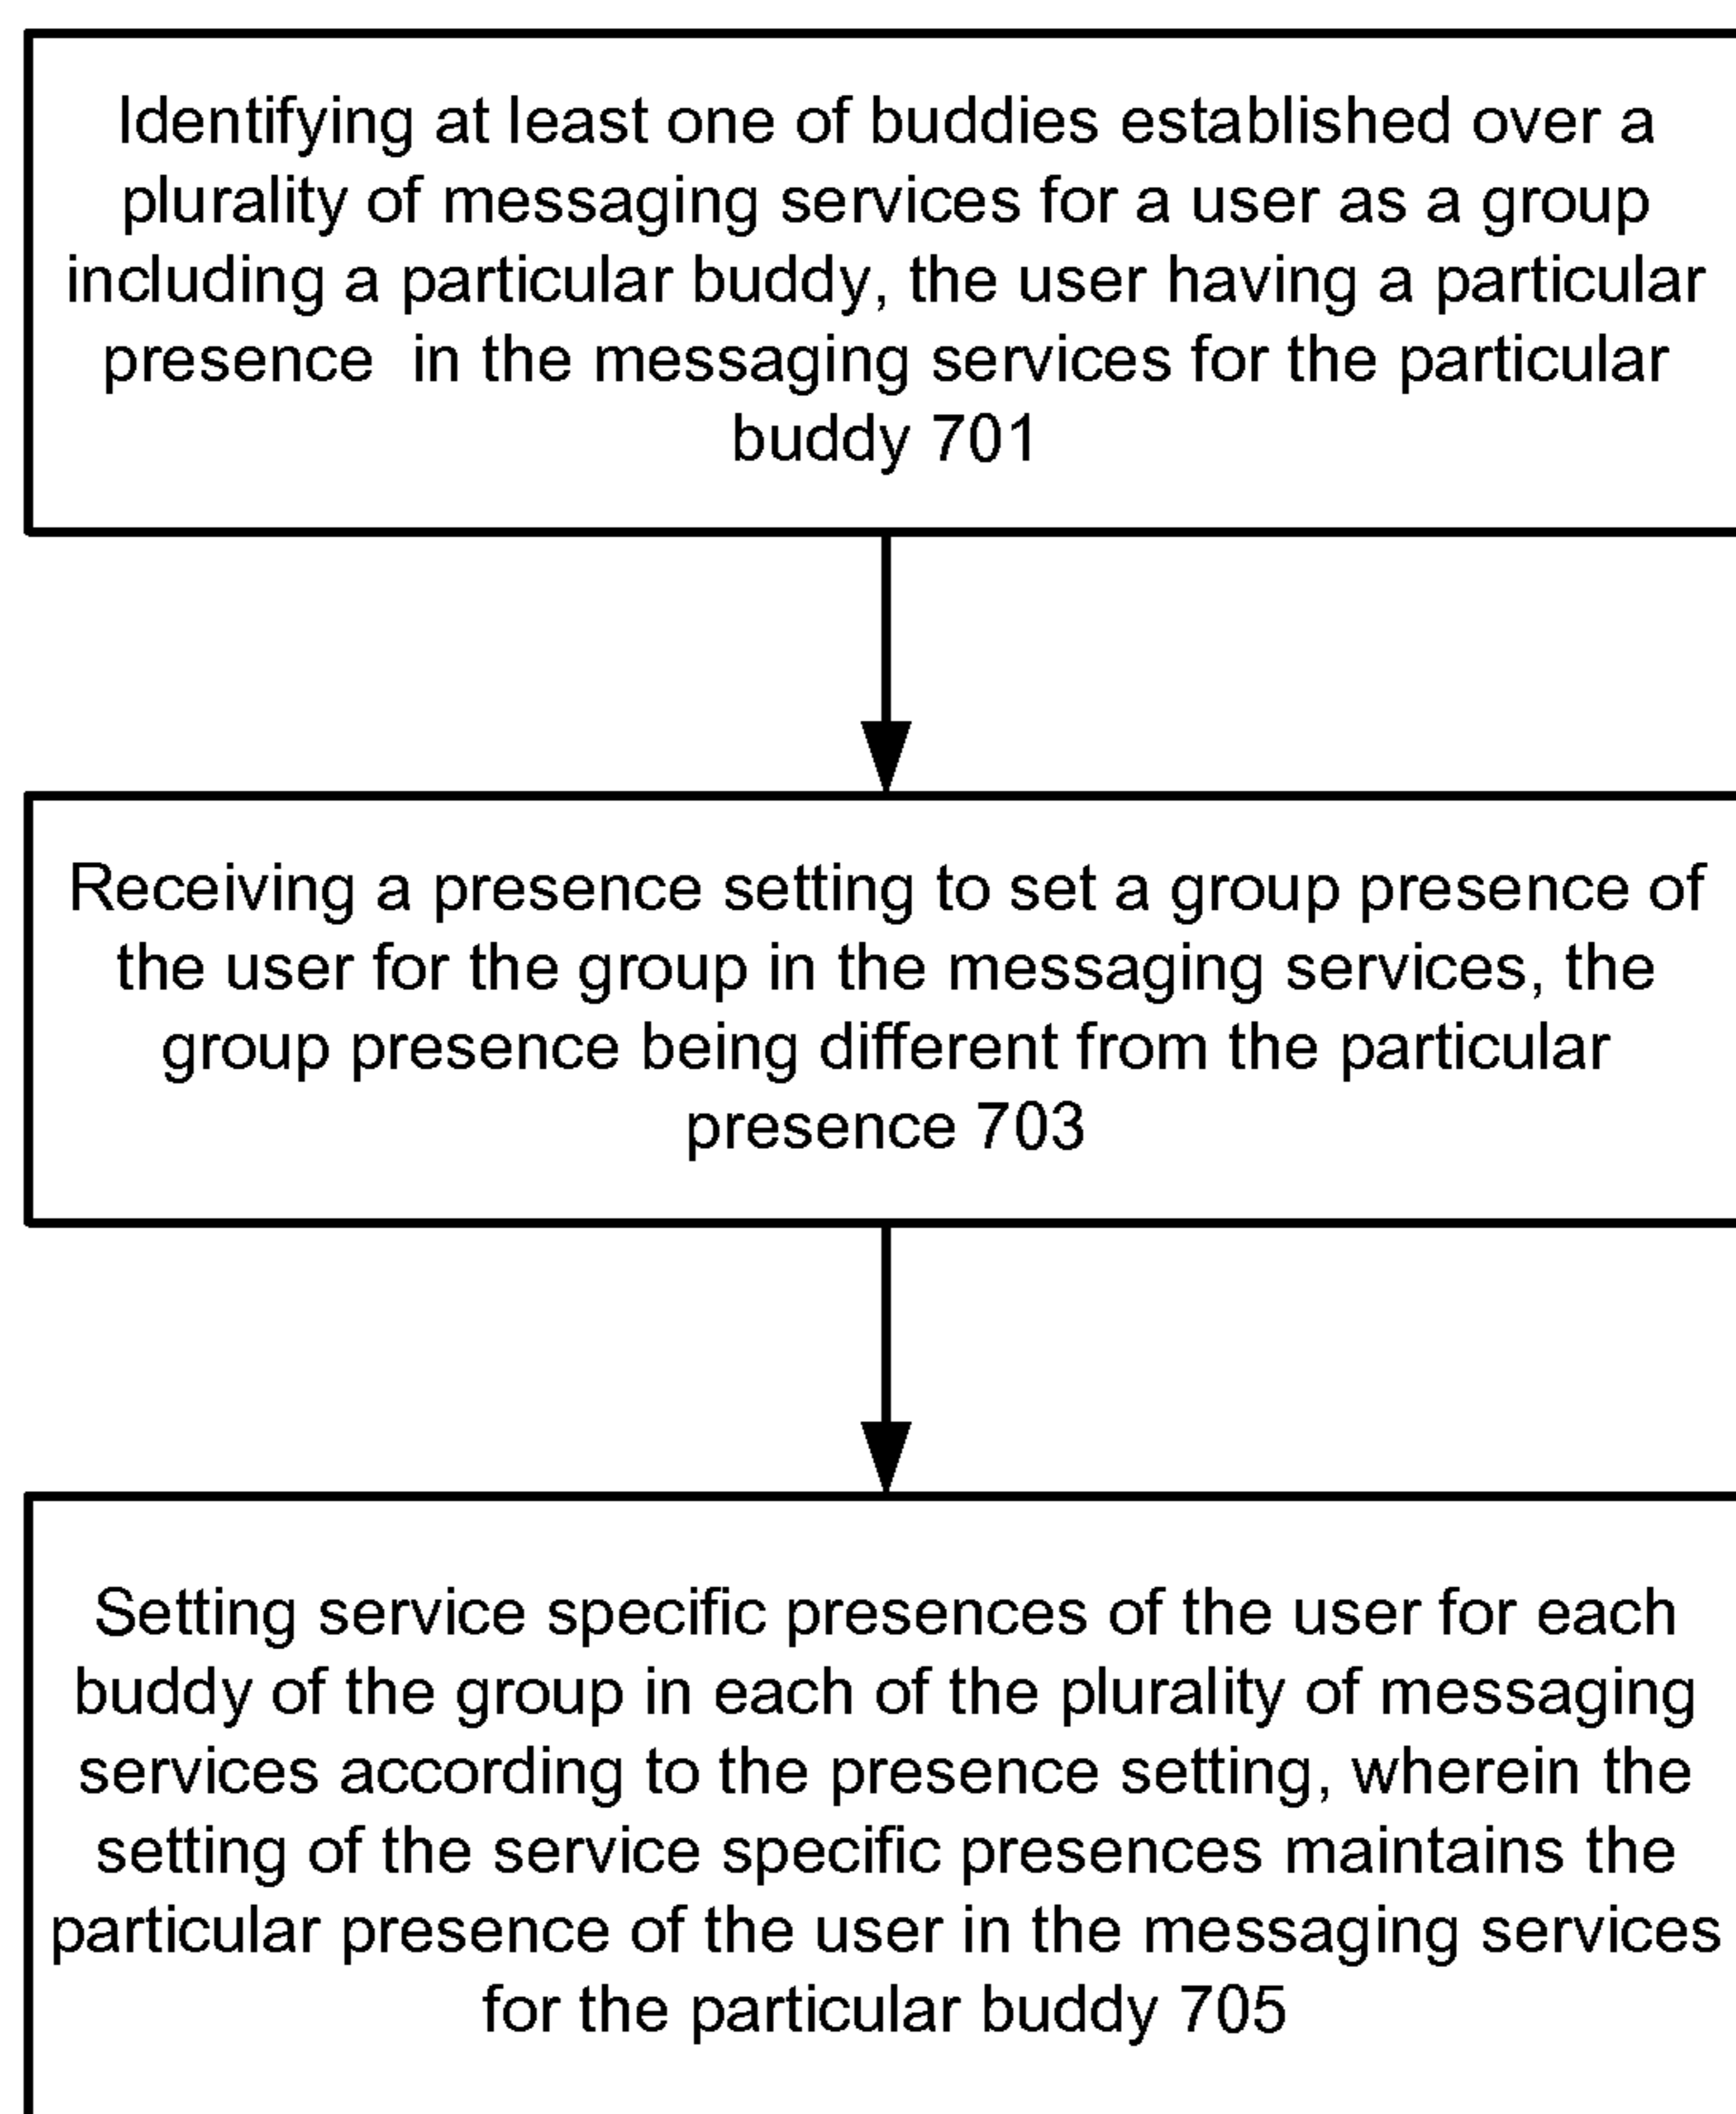 Identifying at least one of buddies established over a
plurality of messaging services for a user as a group
including a particular buddy, the user having a particular
presence in the messaging services for the particular
buddy 701
Receiving a presence setting to set a group presence of
the user for the group in the messaging services, the
group presence being different from the particular
presence 703
Setting service specific presences of the user for each
buddy of the group in each of the plurality of messaging
services according to the presence setting, wherein the
setting of the service specific presences maintains the
particular presence of the user in the messaging services
for the particular buddy 705